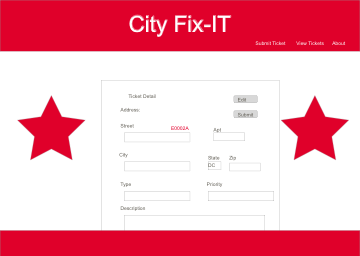 City Fix-IT
Submit Ticket View Tickets About
Ticket Detail
Edit
Address:
Submit
Street E0002A Apt
City State Zip
DC
Type Priority
Description